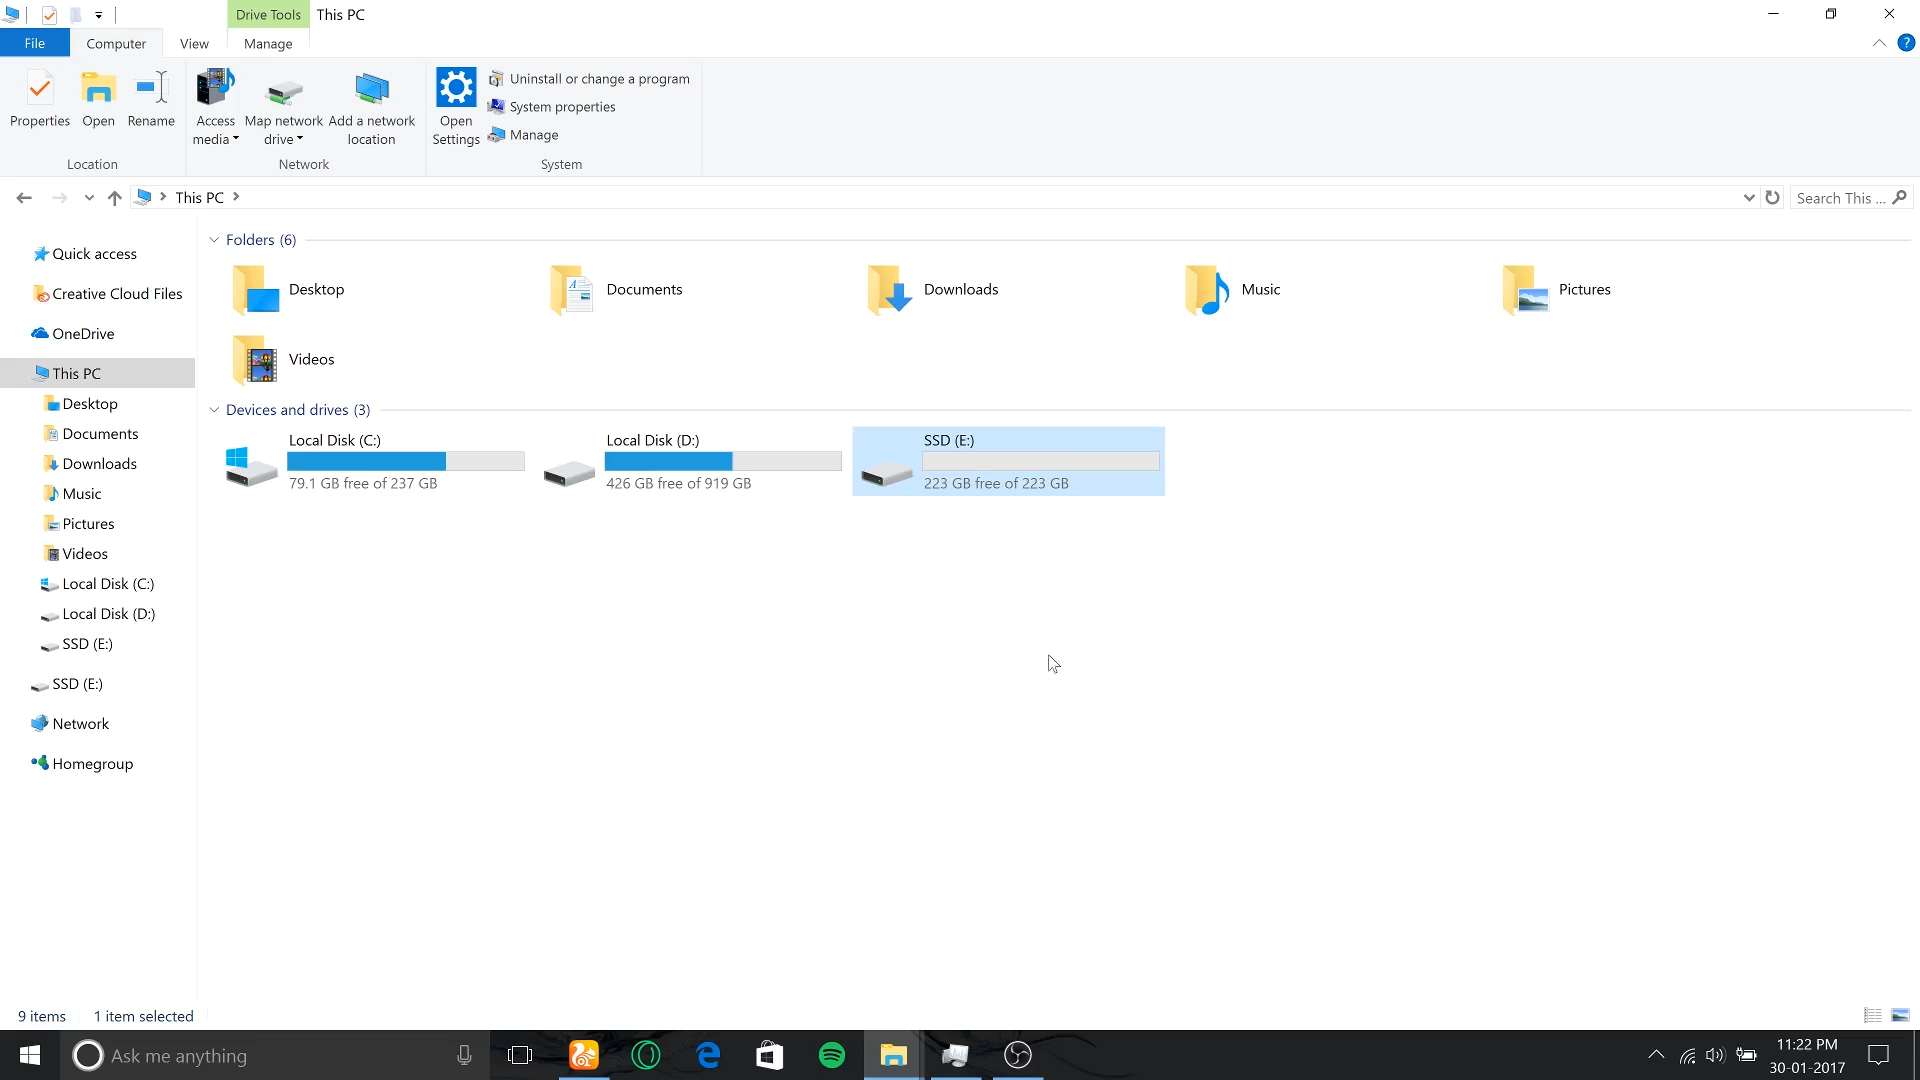 Drive Tools
This PC
File
Computer
View
Manage
?
Properties
Open
Rename
Access
media
Map network
drive
Add a network
location
Open
Settings
Uninstall or change a program
System properties
Manage
Location
Network
System
This PC
Search This ...
Quick access
Creative Cloud Files
OneDrive
This PC
Desktop
Documents
Downloads
Music
Pictures
Videos
Local Disk (C:)
Local Disk (D:)
SSD (E:)
SSD (E:)
Network
Homegroup
Folders (6)
Desktop
Documents
Downloads
Music
Pictures
Videos
Devices and drives (3)
Local Disk (C:)
79.1 GB free of 237 GB
Local Disk (D:)
426 GB free of 919 GB
SSD (E:)
223 GB free of 223 GB
9 items
1 item selected
Ask me anything
11:22 PM
30-01-2017